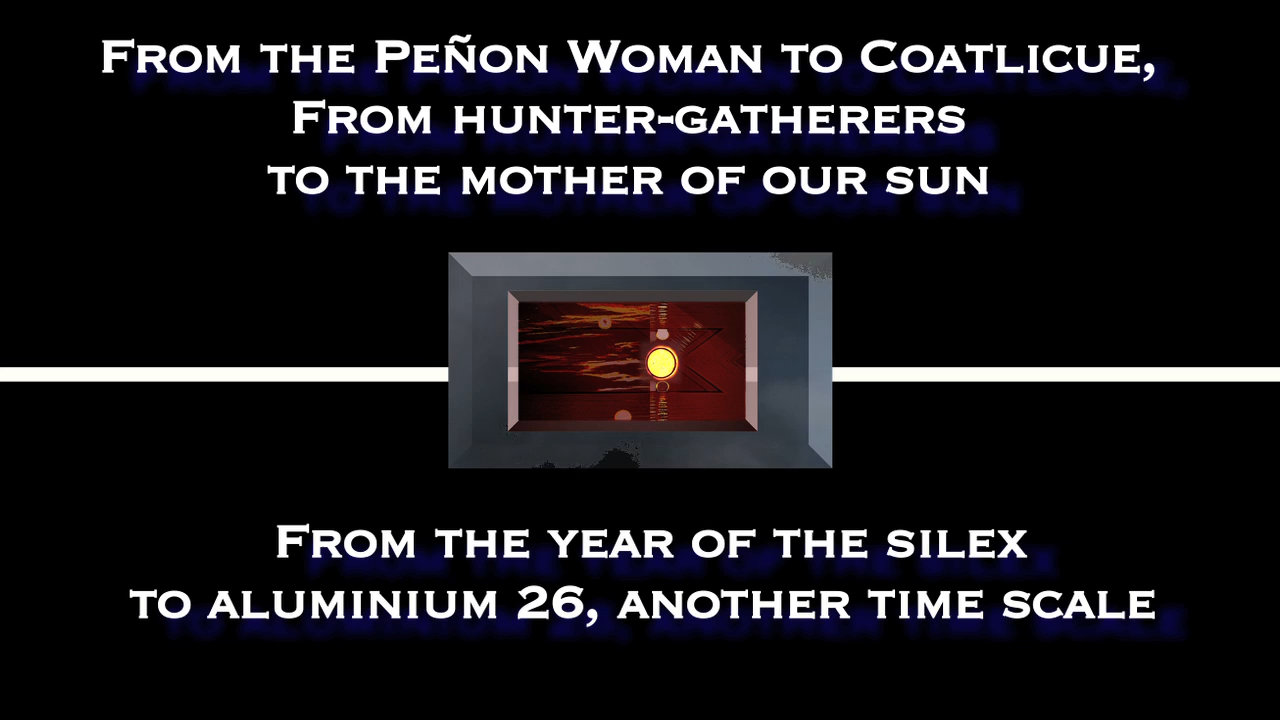 From the Peñon Woman to Coatlicue,
From hunter-gatherers
to the mother of our sun
From the year of the silex
to aluminium 26, another time scale